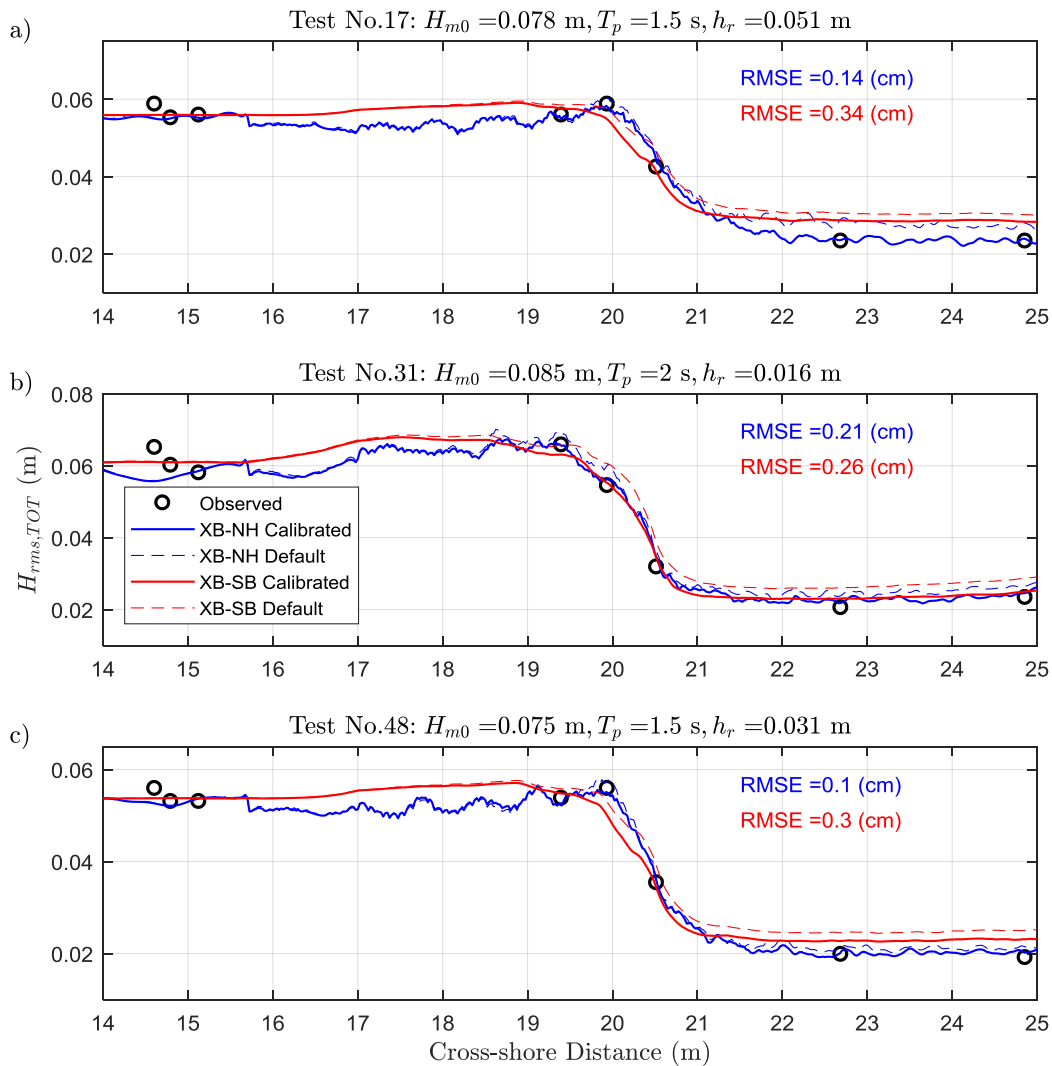 a)
Test No.17: H_{m0} =0.078 m, T_p =1.5 s, h_r =0.051 m
RMSE =0.14 (cm)
RMSE =0.34 (cm)
0.06
0.04
0.02
14 15 16 17 18 19 20 21 22 23 24 25
b)
Test No.31: H_{m0} =0.085 m, T_p =2 s, h_r =0.016 m
RMSE =0.21 (cm)
RMSE =0.26 (cm)
0.08
0.06
0.04
0.02
H_{rms,TOT} (m)
Observed
XB-NH Calibrated
XB-NH Default
XB-SB Calibrated
XB-SB Default
14 15 16 17 18 19 20 21 22 23 24 25
c)
Test No.48: H_{m0} =0.075 m, T_p =1.5 s, h_r =0.031 m
RMSE =0.1 (cm)
RMSE =0.3 (cm)
0.06
0.04
0.02
14 15 16 17 18 19 20 21 22 23 24 25
Cross-shore Distance (m)